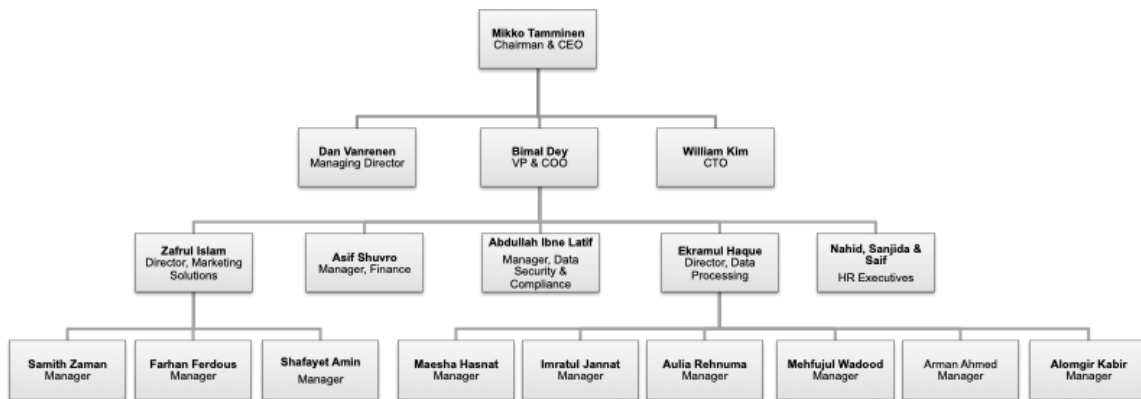 Mikko Tamminen
Chairman & CEO
Dan Vanrenen
Managing Director
Bimal Dey
VP & COO
William Kim
CTO
Zafrul Islam
Director, Marketing
Solutions
Asif Shuvro
Manager, Finance
Abdullah Ibne Latif
Manager, Data
Security &
Compliance
Ekramul Haque
Director, Data
Processing
Nahid, Sanjida &
Saif
HR Executives
Samith Zaman
Manager
Farhan Ferdous
Manager
Shafayet Amin
Manager
Maesha Hasnat
Manager
Imratul Jannat
Manager
Aulia Rehnuma
Manager
Mehfujul Wadood
Manager
Arman Ahmed
Manager
Alomgir Kabir
Manager